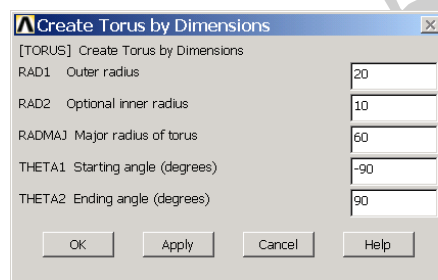 Create Torus by Dimensions
[TORUS] Create Torus by Dimensions
RAD1 Outer radius 20
RAD2 Optional inner radius 10
RADMAJ Major radius of torus 60
THETA1 Starting angle (degrees) -90
THETA2 Ending angle (degrees) 90
OK Apply Cancel Help